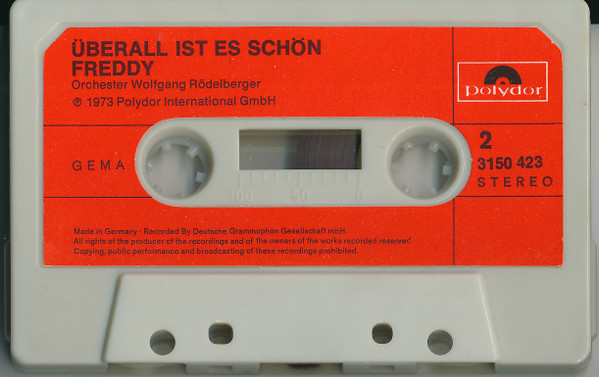 ÜBERALL IST ES SCHÖN
FREDDY
Orchester Wolfgang Rödelberger
℗ 1973 Polydor International GmbH
polydor
2
3150 423
STEREO
GEMA
100 50 0
Made in Germany · Recorded By Deutsche Grammophon Gesellschaft mbH.
All rights of the producer of the recordings and of the owners of the works recorded reserved!
Copying, public performance and broadcasting of these recordings prohibited.